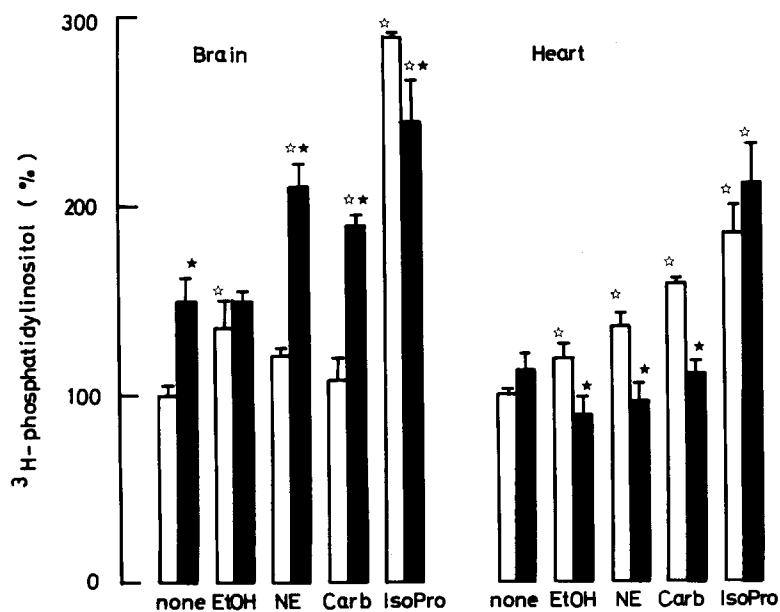 300
Brain
Heart
200
100
0
³H-phosphatidylinositol (%)
none EtOH NE Carb IsoPro
none EtOH NE Carb IsoPro